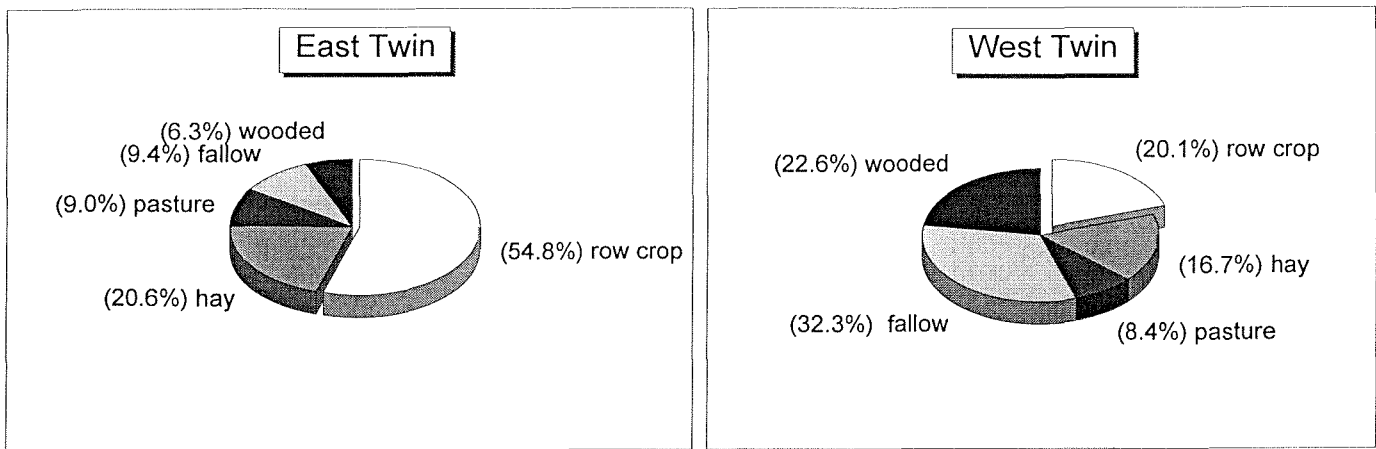 East Twin
(6.3%) wooded
(9.4%) fallow
(9.0%) pasture
(54.8%) row crop
(20.6%) hay
West Twin
(20.1%) row crop
(22.6%) wooded
(16.7%) hay
(32.3%) fallow
(8.4%) pasture